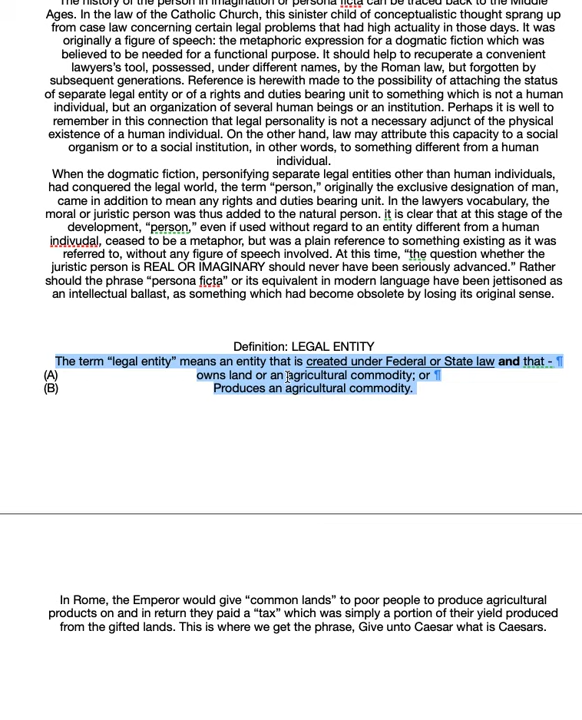 The history of the person in imagination or persona ficta can be traced back to the Middle
Ages. In the law of the Catholic Church, this sinister child of conceptualistic thought sprang up
from case law concerning certain legal problems that had high actuality in those days. It was
originally a figure of speech: the metaphoric expression for a dogmatic fiction which was
believed to be needed for a functional purpose. It should help to recuperate a convenient
lawyers's tool, possessed, under different names, by the Roman law, but forgotten by
subsequent generations. Reference is herewith made to the possibility of attaching the status
of separate legal entity or of a rights and duties bearing unit to something which is not a human
individual, but an organization of several human beings or an institution. Perhaps it is well to
remember in this connection that legal personality is not a necessary adjunct of the physical
existence of a human individual. On the other hand, law may attribute this capacity to a social
organism or to a social institution, in other words, to something different from a human
individual.
When the dogmatic fiction, personifying separate legal entities other than human individuals,
had conquered the legal world, the term “person,” originally the exclusive designation of man,
came in addition to mean any rights and duties bearing unit. In the lawyers vocabulary, the
moral or juristic person was thus added to the natural person. it is clear that at this stage of the
development, “person,” even if used without regard to an entity different from a human
indivudal, ceased to be a metaphor, but was a plain reference to something existing as it was
referred to, without any figure of speech involved. At this time, “the question whether the
juristic person is REAL OR IMAGINARY should never have been seriously advanced.” Rather
should the phrase “persona ficta” or its equivalent in modern language have been jettisoned as
an intellectual ballast, as something which had become obsolete by losing its original sense.
Definition: LEGAL ENTITY
The term “legal entity” means an entity that is created under Federal or State law and that - ¶
(A) owns land or an agricultural commodity; or ¶
(B) Produces an agricultural commodity.
In Rome, the Emperor would give “common lands” to poor people to produce agricultural
products on and in return they paid a “tax” which was simply a portion of their yield produced
from the gifted lands. This is where we get the phrase, Give unto Caesar what is Caesars.